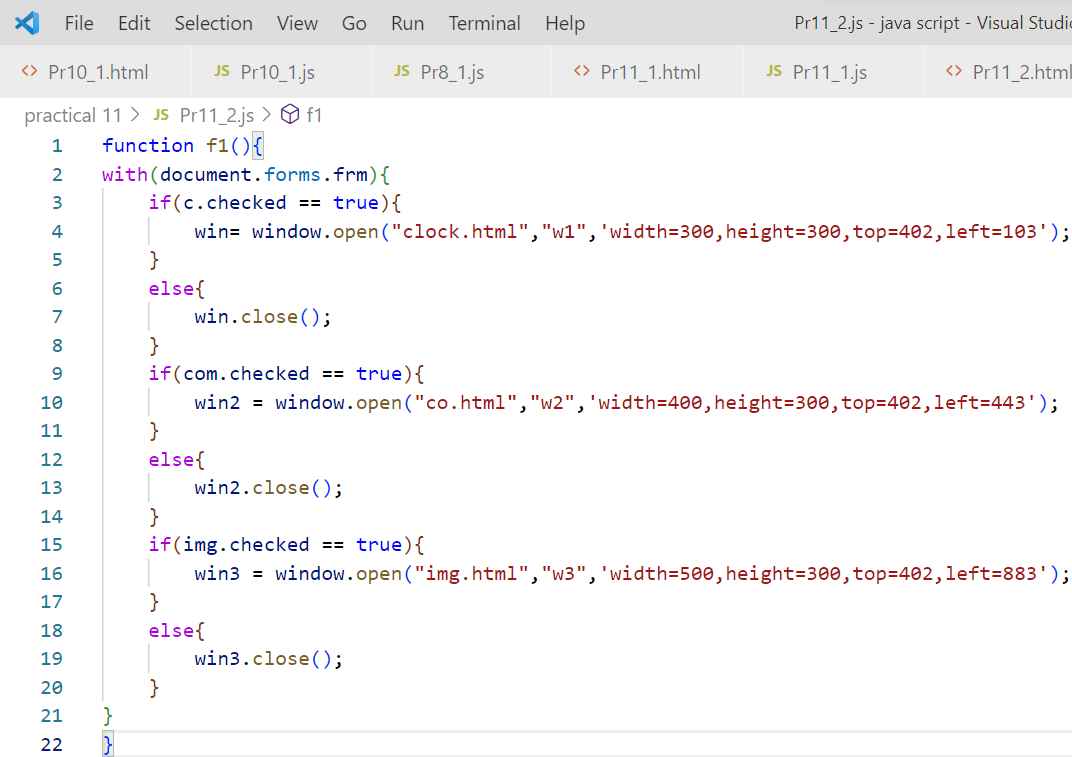 File Edit Selection View Go Run Terminal Help Pr11_2.js - java script - Visual Studio
<> Pr10_1.html JS Pr10_1.js JS Pr8_1.js <> Pr11_1.html JS Pr11_1.js <> Pr11_2.html
practical 11 > JS Pr11_2.js > f1
1 function f1(){
2 with(document.forms.frm){
3 if(c.checked == true){
4 win= window.open("clock.html","w1",'width=300,height=300,top=402,left=103');
5 }
6 else{
7 win.close();
8 }
9 if(com.checked == true){
10 win2 = window.open("co.html","w2",'width=400,height=300,top=402,left=443');
11 }
12 else{
13 win2.close();
14 }
15 if(img.checked == true){
16 win3 = window.open("img.html","w3",'width=500,height=300,top=402,left=883');
17 }
18 else{
19 win3.close();
20 }
21 }
22 }